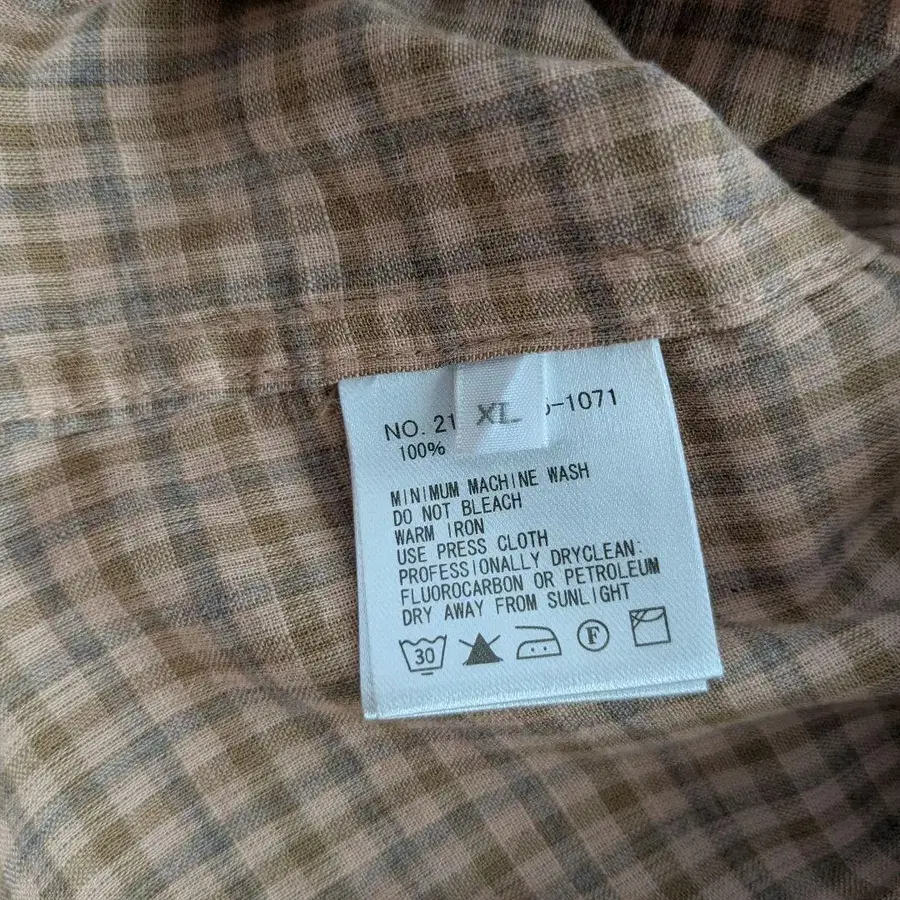 XL
NO. 21 -1071
100%
MINIMUM MACHINE WASH
DO NOT BLEACH
WARM IRON
USE PRESS CLOTH
PROFESSIONALLY DRYCLEAN:
FLUOROCARBON OR PETROLEUM
DRY AWAY FROM SUNLIGHT
30 F